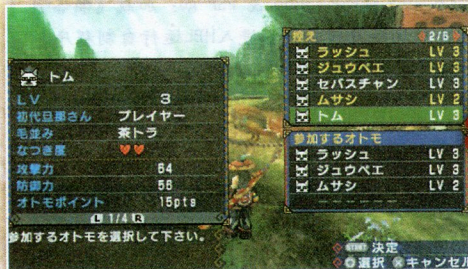 トム
LV 3
初代旦那さん プレイヤー
毛並み 茶トラ
なつき度 ♥♥
攻撃力 64
防御力 56
オトモポイント 15pts
L 1/4 R
参加するオトモを選択して下さい。
控え 2/5
ラッシュ LV 3
ジュウベエ LV 3
セバスチャン LV 3
ムサシ LV 2
トム LV 3
参加するオトモ
ラッシュ LV 3
ジュウベエ LV 3
ムサシ LV 2
START 決定
選択 キャンセル